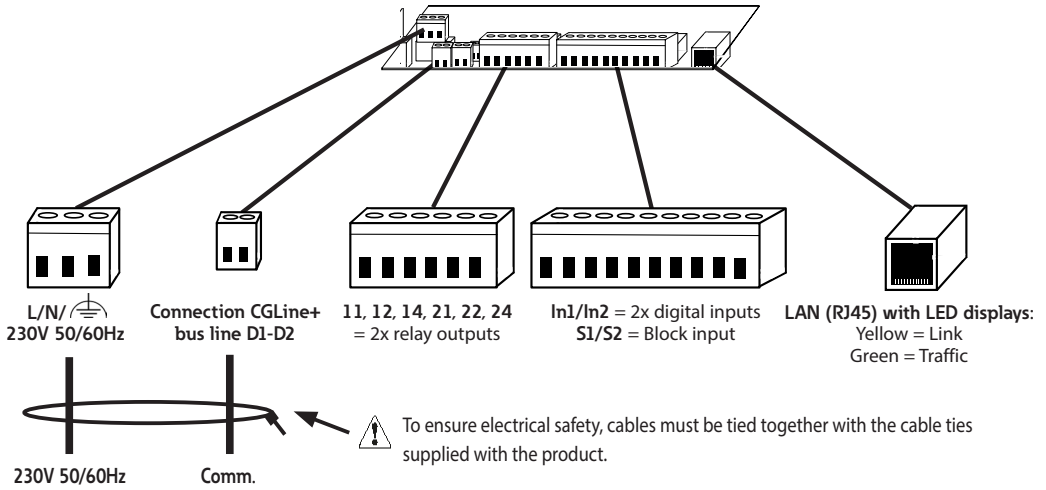 L/N/
230V 50/60Hz
Connection CGLine+
bus line D1-D2
11, 12, 14, 21, 22, 24
= 2x relay outputs
In1/In2 = 2x digital inputs
S1/S2 = Block input
LAN (RJ45) with LED displays:
Yellow = Link
Green = Traffic
To ensure electrical safety, cables must be tied together with the cable ties
supplied with the product.
230V 50/60Hz
Comm.